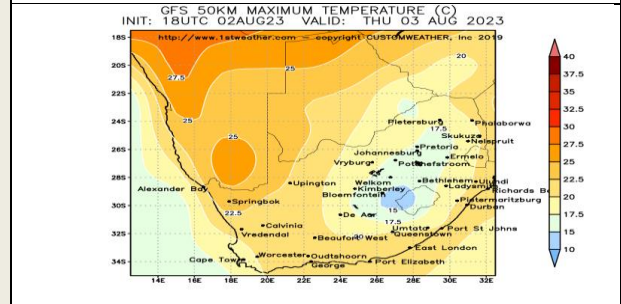 GFS 50KM MAXIMUM TEMPERATURE (C)
INIT: 18UTC 02AUG23 VALID: THU 03 AUG 2023
http://www.1stweather.com – copyright CUSTOMWEATHER, Inc 2019
18S
20S
22S
24S
26S
28S
30S
32S
34S
14E 16E 18E 20E 22E 24E 26E 28E 30E 32E
27.5
25
20
25
25
22.5
17.5
15
17.5
20
Pietersburg
Phalaborwa
Skukuza
Nelspruit
Pretoria
Johannesburg
Ermelo
Vryburg
Potchefstroom
Alexander Bay
Upington
Welkom
Kimberley
Bethlehem
Ulundi
Ladysmith
Richards B
Bloemfontein
Springbok
Pietermaritzburg
Durban
De Aar
Calvinia
Vredendal
Umtata
Port St Johns
Beaufort West
Queenstown
East London
Cape Town
Worcester
Oudtshoorn
George
Port Elizabeth
40
37.5
35
32.5
30
27.5
25
22.5
20
17.5
15
10